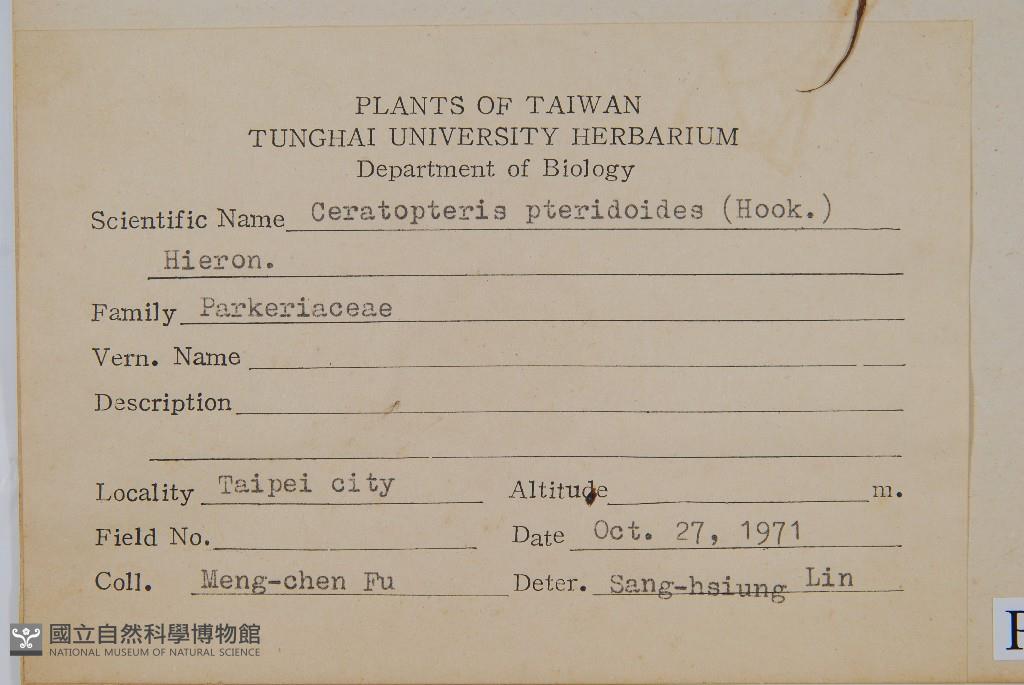 PLANTS OF TAIWAN
TUNGHAI UNIVERSITY HERBARIUM
Department of Biology
Scientific Name Ceratopteris pteridoides (Hook.)
Hieron.
Family Parkeriaceae
Vern. Name
Description
Locality Taipei city Altitude m.
Field No. Date Oct. 27, 1971
Coll. Meng-chen Fu Deter. Sang-hsiung Lin
國立自然科學博物館
NATIONAL MUSEUM OF NATURAL SCIENCE